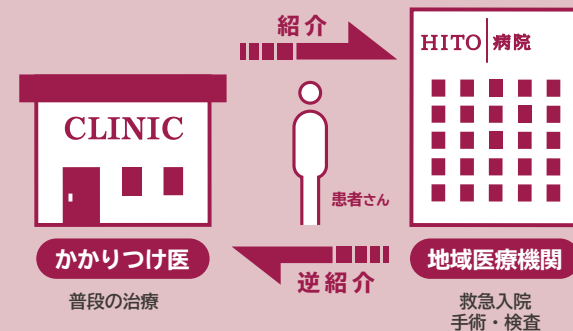 紹介
HITO 病院
CLINIC
患者さん
かかりつけ医
地域医療機関
逆紹介
普段の治療
救急入院
手術・検査